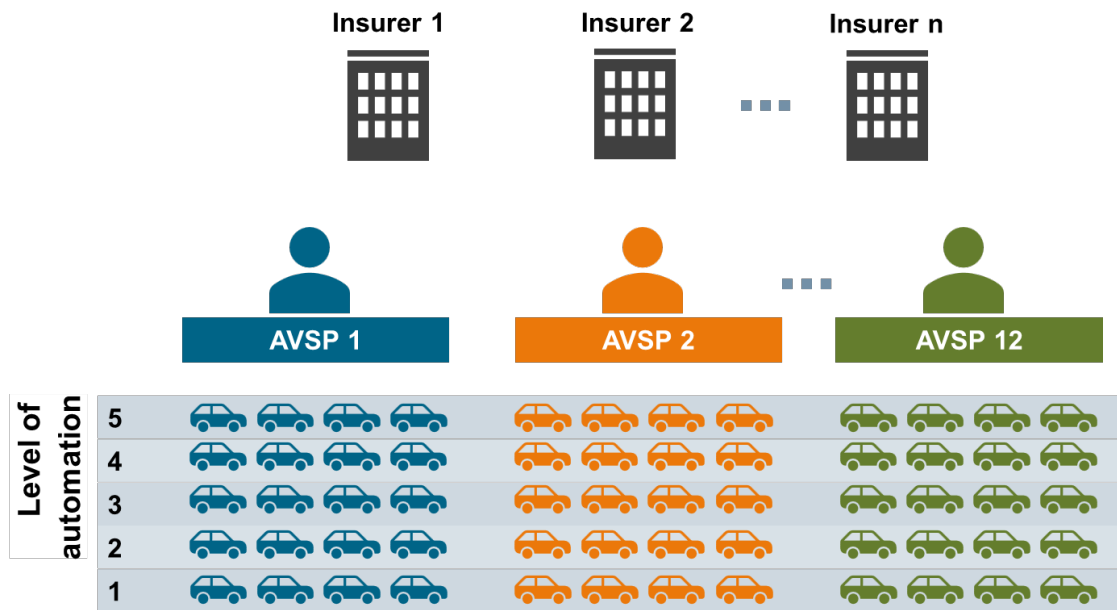 Insurer 1
Insurer 2
Insurer n
AVSP 1
AVSP 2
AVSP 12
Level of
automation
5
4
3
2
1